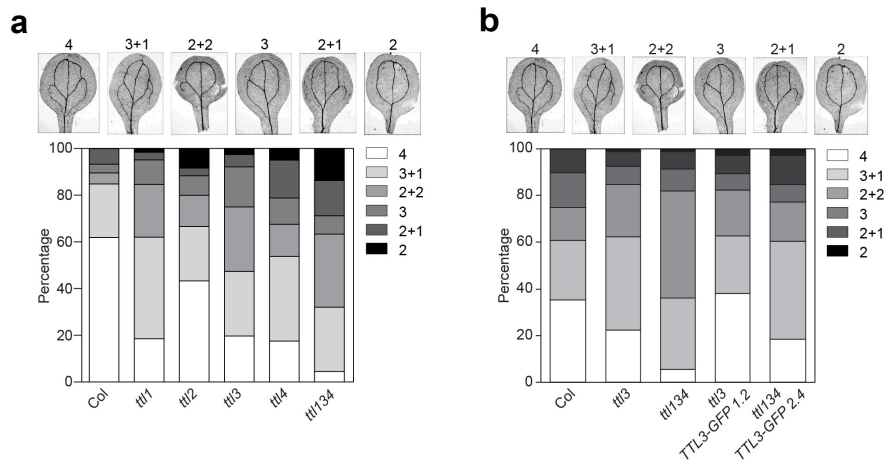 a
4 3+1 2+2 3 2+1 2
100
80
60
40
20
0
Percentage
4
3+1
2+2
3
2+1
2
Col ttl1 ttl2 ttl3 ttl4 ttl134
b
4 3+1 2+2 3 2+1 2
100
80
60
40
20
0
Percentage
4
3+1
2+2
3
2+1
2
Col ttl3 ttl134 ttl3 ttl134
TTL3-GFP 1.2 TTL3-GFP 2.4